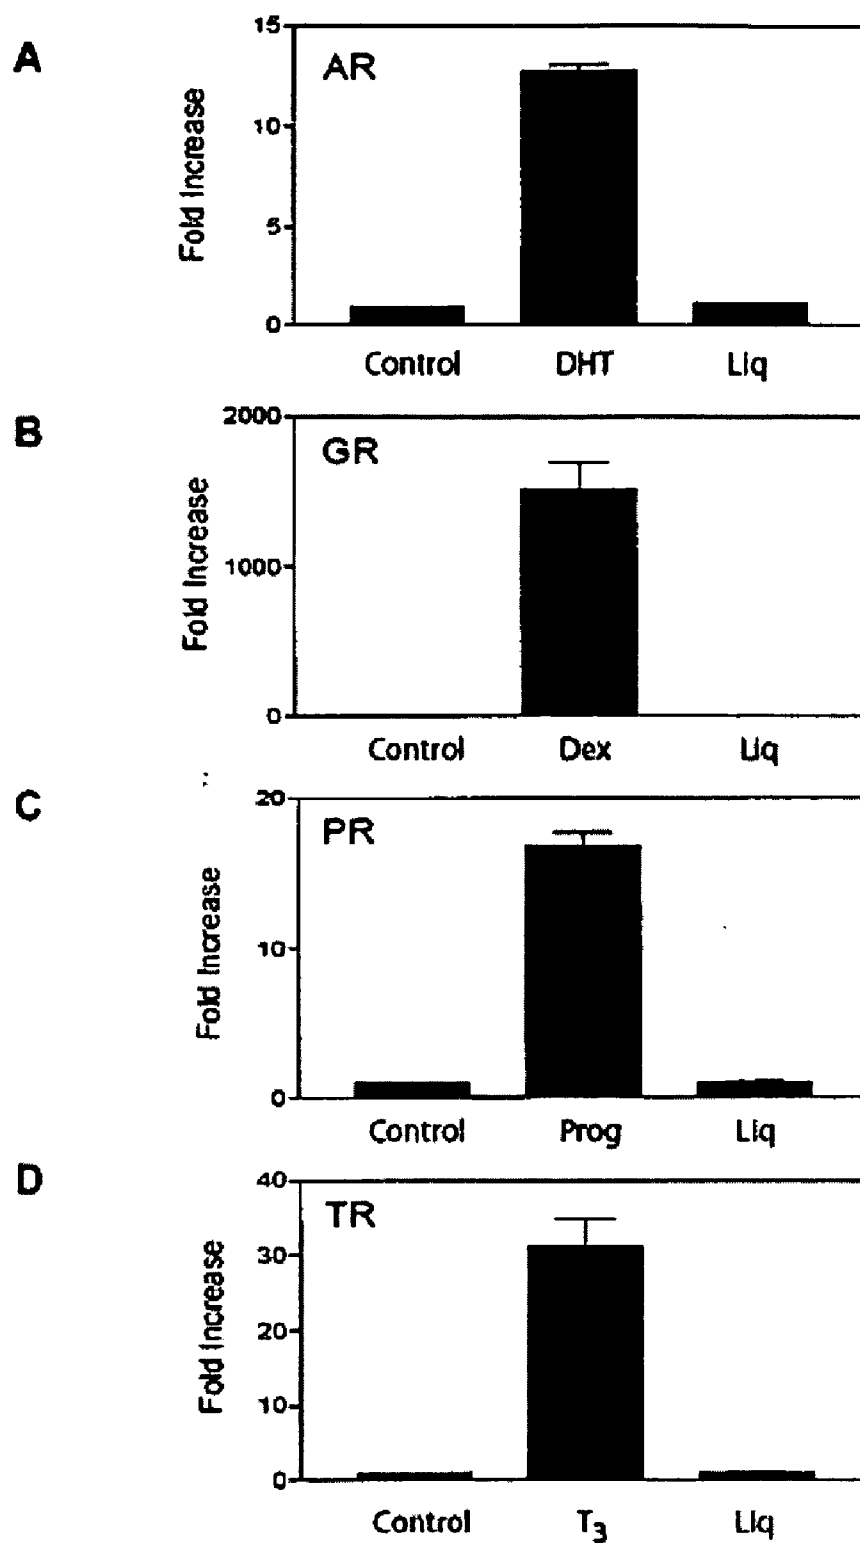 A
AR
Fold Increase
15
10
5
0
Control DHT Liq
B
GR
Fold Increase
2000
1000
0
Control Dex Liq
C
PR
Fold Increase
20
10
0
Control Prog Liq
D
TR
Fold Increase
40
30
20
10
0
Control T3 Liq